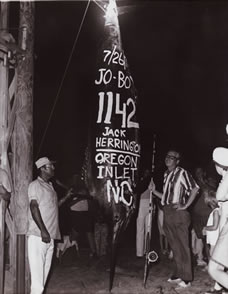 7/26
JO-BOY
1142
JACK
HERRINGTON
OREGON
INLET
NC